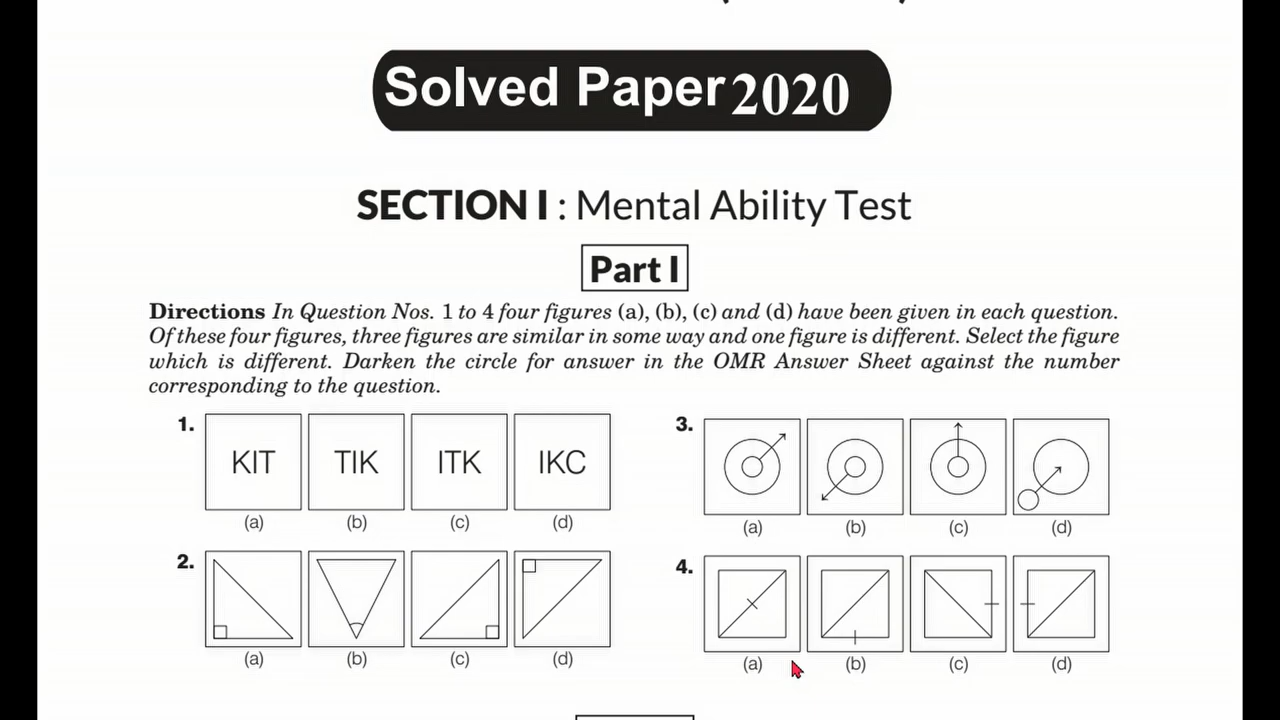 Solved Paper 2020
SECTION I : Mental Ability Test
Part I
Directions In Question Nos. 1 to 4 four figures (a), (b), (c) and (d) have been given in each question.
Of these four figures, three figures are similar in some way and one figure is different. Select the figure
which is different. Darken the circle for answer in the OMR Answer Sheet against the number
corresponding to the question.
1. KIT TIK ITK IKC
(a) (b) (c) (d)
2.
(a) (b) (c) (d)
3.
(a) (b) (c) (d)
4.
(a) (b) (c) (d)